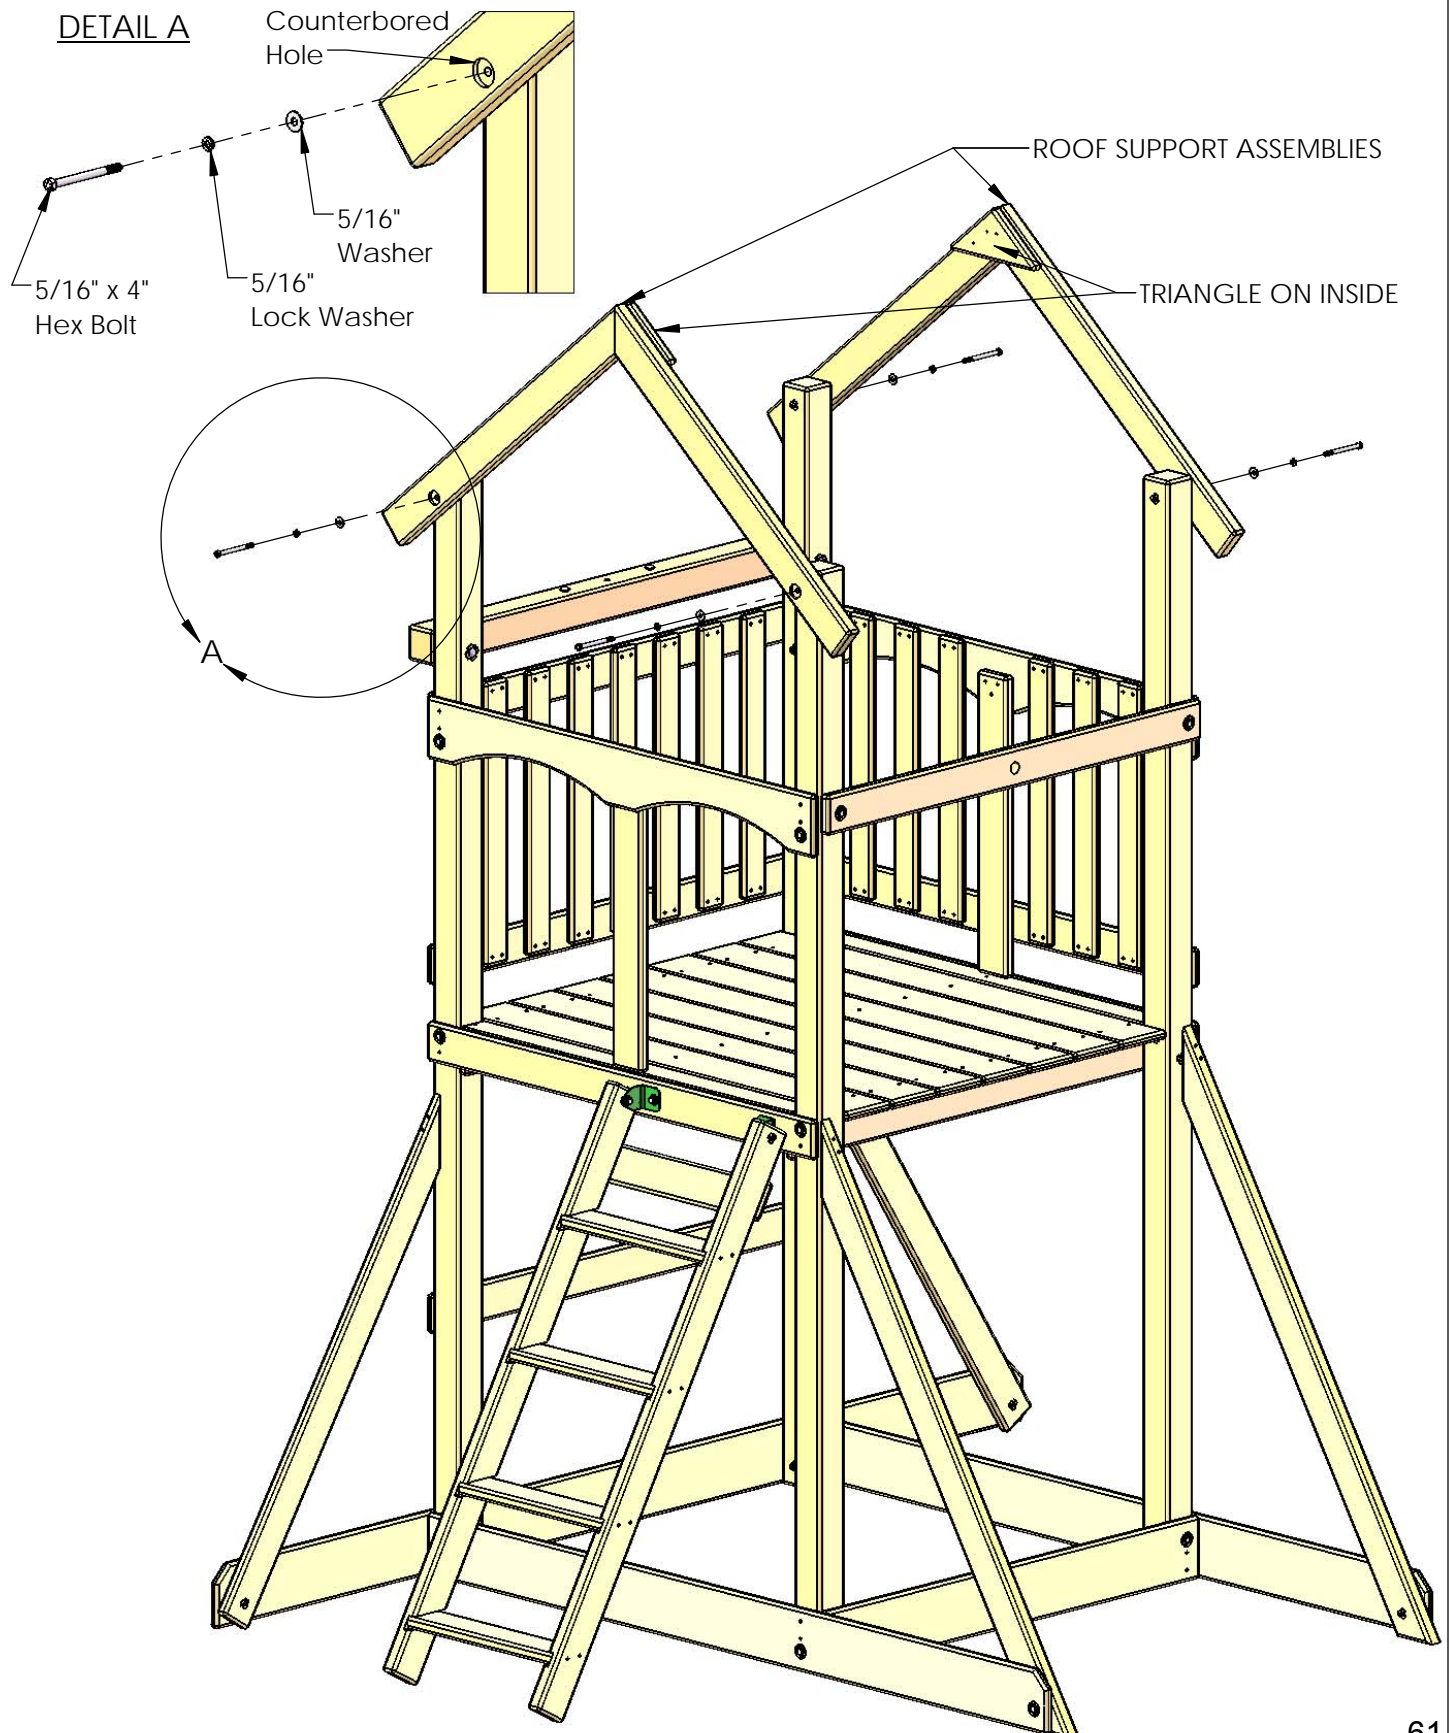 DETAIL A
Counterbored
Hole
5/16"
Washer
5/16"
Lock Washer
5/16" x 4"
Hex Bolt
ROOF SUPPORT ASSEMBLIES
TRIANGLE ON INSIDE
A
61